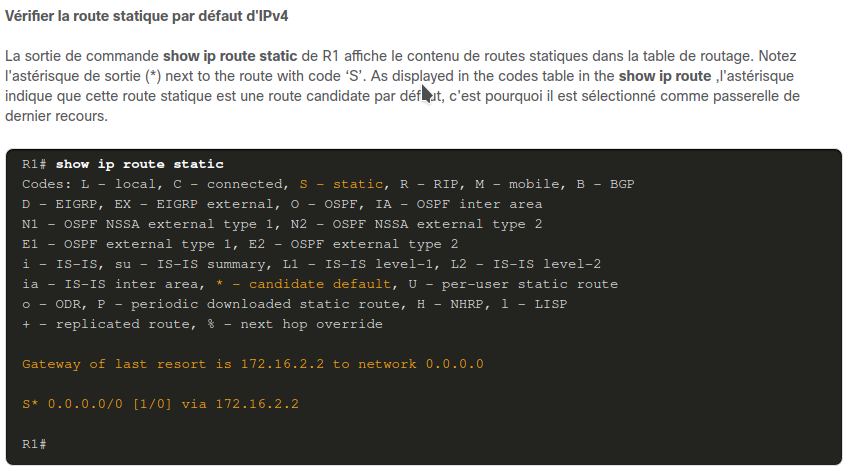 Vérifier la route statique par défaut d'IPv4
La sortie de commande show ip route static de R1 affiche le contenu de routes statiques dans la table de routage. Notez
l'astérisque de sortie (*) next to the route with code ‘S’. As displayed in the codes table in the show ip route ,l'astérisque
indique que cette route statique est une route candidate par défaut, c'est pourquoi il est sélectionné comme passerelle de
dernier recours.
R1# show ip route static
Codes: L - local, C - connected, S - static, R - RIP, M - mobile, B - BGP
D - EIGRP, EX - EIGRP external, O - OSPF, IA - OSPF inter area
N1 - OSPF NSSA external type 1, N2 - OSPF NSSA external type 2
E1 - OSPF external type 1, E2 - OSPF external type 2
i - IS-IS, su - IS-IS summary, L1 - IS-IS level-1, L2 - IS-IS level-2
ia - IS-IS inter area, * - candidate default, U - per-user static route
o - ODR, P - periodic downloaded static route, H - NHRP, l - LISP
+ - replicated route, % - next hop override
Gateway of last resort is 172.16.2.2 to network 0.0.0.0
S* 0.0.0.0/0 [1/0] via 172.16.2.2
R1#